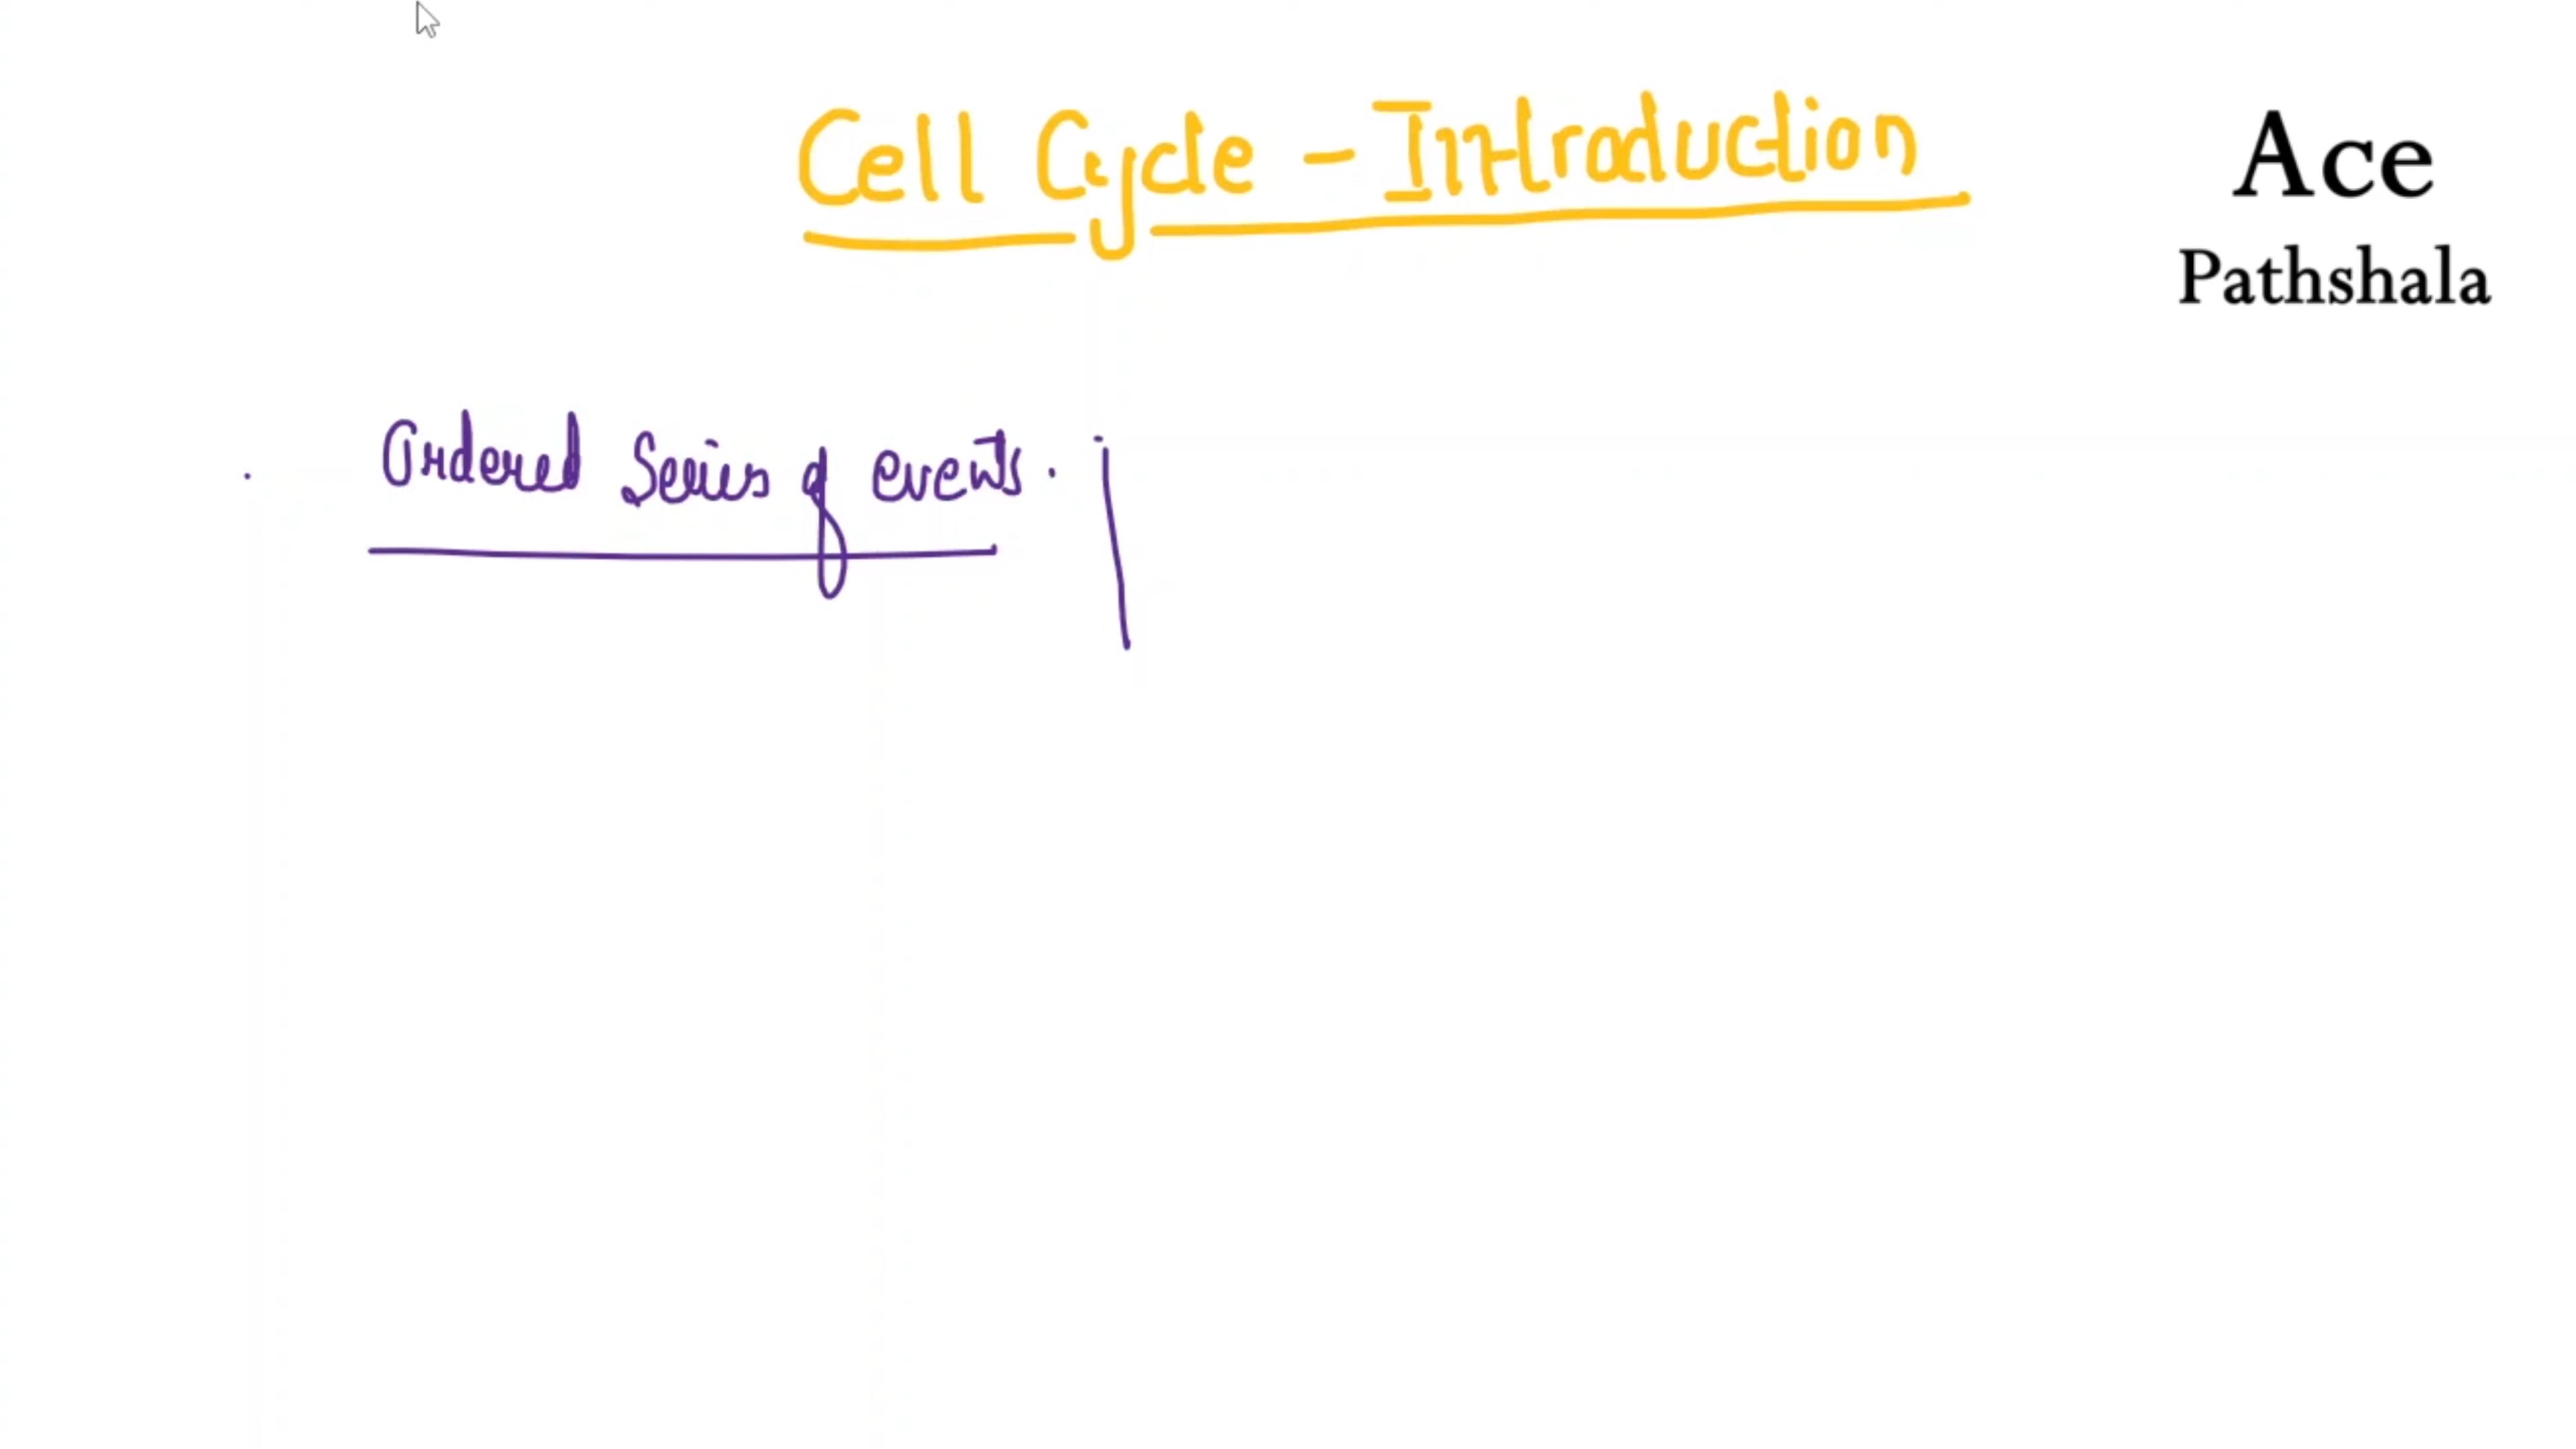 Cell Cycle - Introduction
Ace
Pathshala
Ordered Series of events.